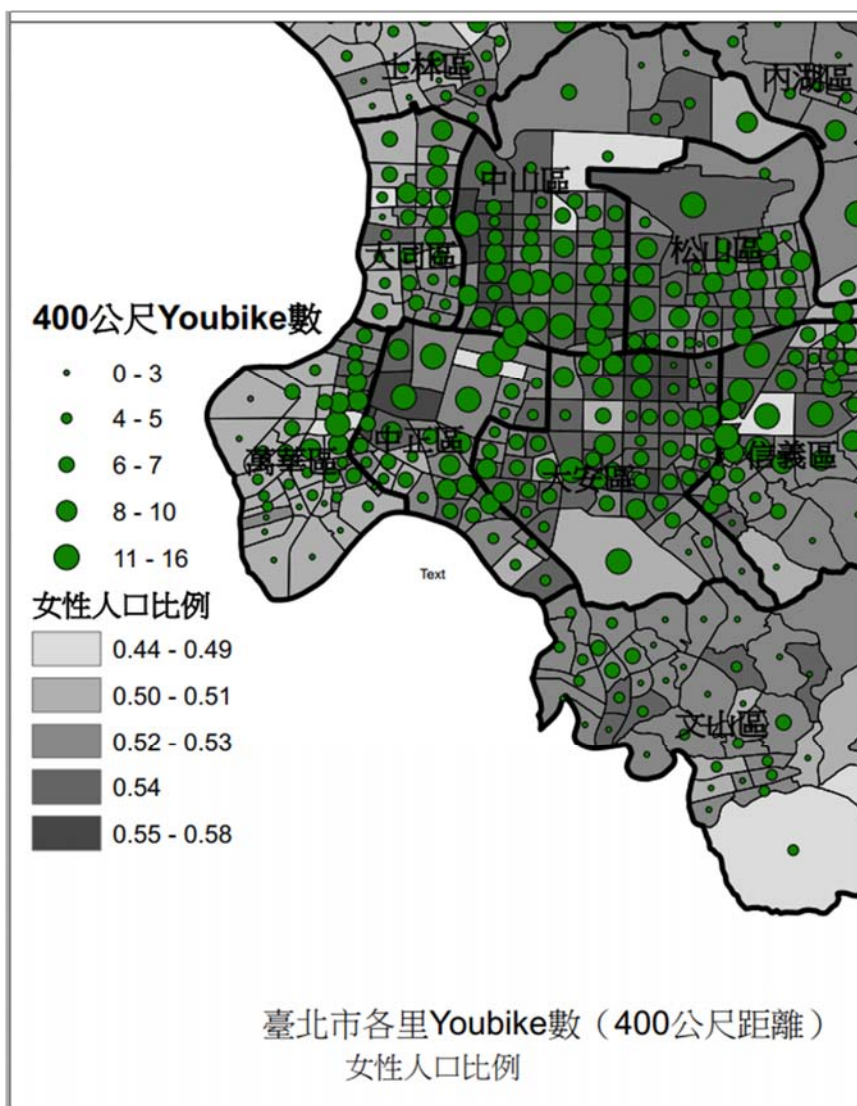 士林區
內湖區
中山區
松山區
大同區
400公尺Youbike數
0 - 3
4 - 5
6 - 7
8 - 10
11 - 16
中正區
萬華區
大安區
信義區
Text
女性人口比例
0.44 - 0.49
0.50 - 0.51
0.52 - 0.53
0.54
0.55 - 0.58
文山區
臺北市各里Youbike數（400公尺距離）
女性人口比例